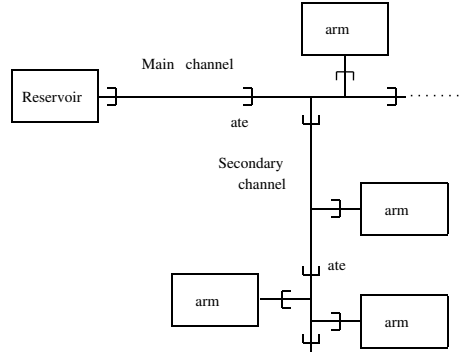 arm
Main channel
Reservoir
ate
Secondary
channel
arm
ate
arm
arm